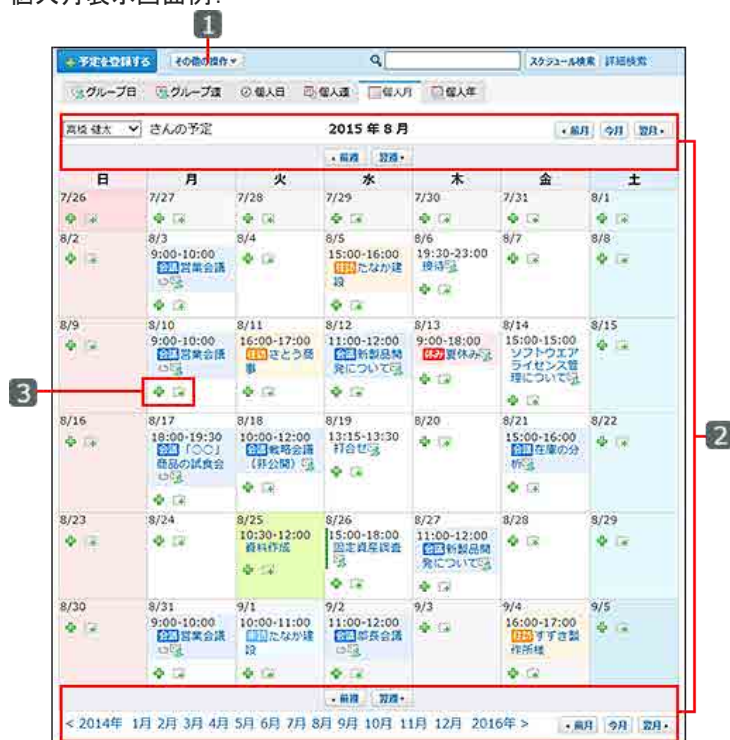 個人月表示画面例:
1
予定を登録する その他の操作 スケジュール検索 詳細検索
グループ日 グループ週 個人日 個人週 個人月 個人年
高橋 健太 さんの予定 2015 年 8 月 前月 今月 翌月
前週 翌週
日 月 火 水 木 金 土
7/26 7/27 7/28 7/29 7/30 7/31 8/1
8/2 8/3 8/4 8/5 8/6 8/7 8/8
9:00-10:00 15:00-16:00 19:30-23:00
会議営業会議 往訪たなか建 接待
設
8/9 8/10 8/11 8/12 8/13 8/14 8/15
9:00-10:00 16:00-17:00 11:00-12:00 9:00-18:00 15:00-15:00
会議営業会議 往訪さとう商 会議新製品開 休み夏休み ソフトウエア
事 発について ライセンス管
理について
3
8/16 8/17 8/18 8/19 8/20 8/21 8/22
18:00-19:30 10:00-12:00 13:15-13:30 15:00-16:00
会議「〇〇」 会議戦略会議 打合せ 会議在庫の分
商品の試食会 (非公開) 析
2
8/23 8/24 8/25 8/26 8/27 8/28 8/29
10:30-12:00 15:00-18:00 11:00-12:00
資料作成 固定資産調査 会議新製品開
発について
8/30 8/31 9/1 9/2 9/3 9/4 9/5
9:00-10:00 10:00-11:00 11:00-12:00 16:00-17:00
会議営業会議 来訪たなか建 会議部長会議 往訪すずき製
設 作所様
前週 翌週
< 2014年 1月 2月 3月 4月 5月 6月 7月 8月 9月 10月 11月 12月 2016年 > 前月 今月 翌月